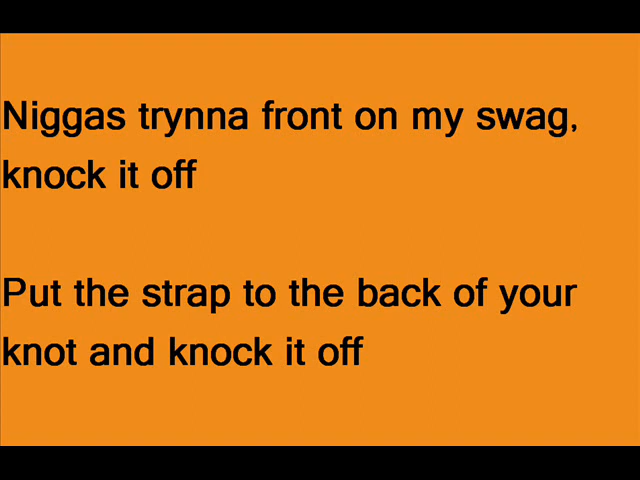 Niggas trynna front on my swag,
knock it off
Put the strap to the back of your
knot and knock it off